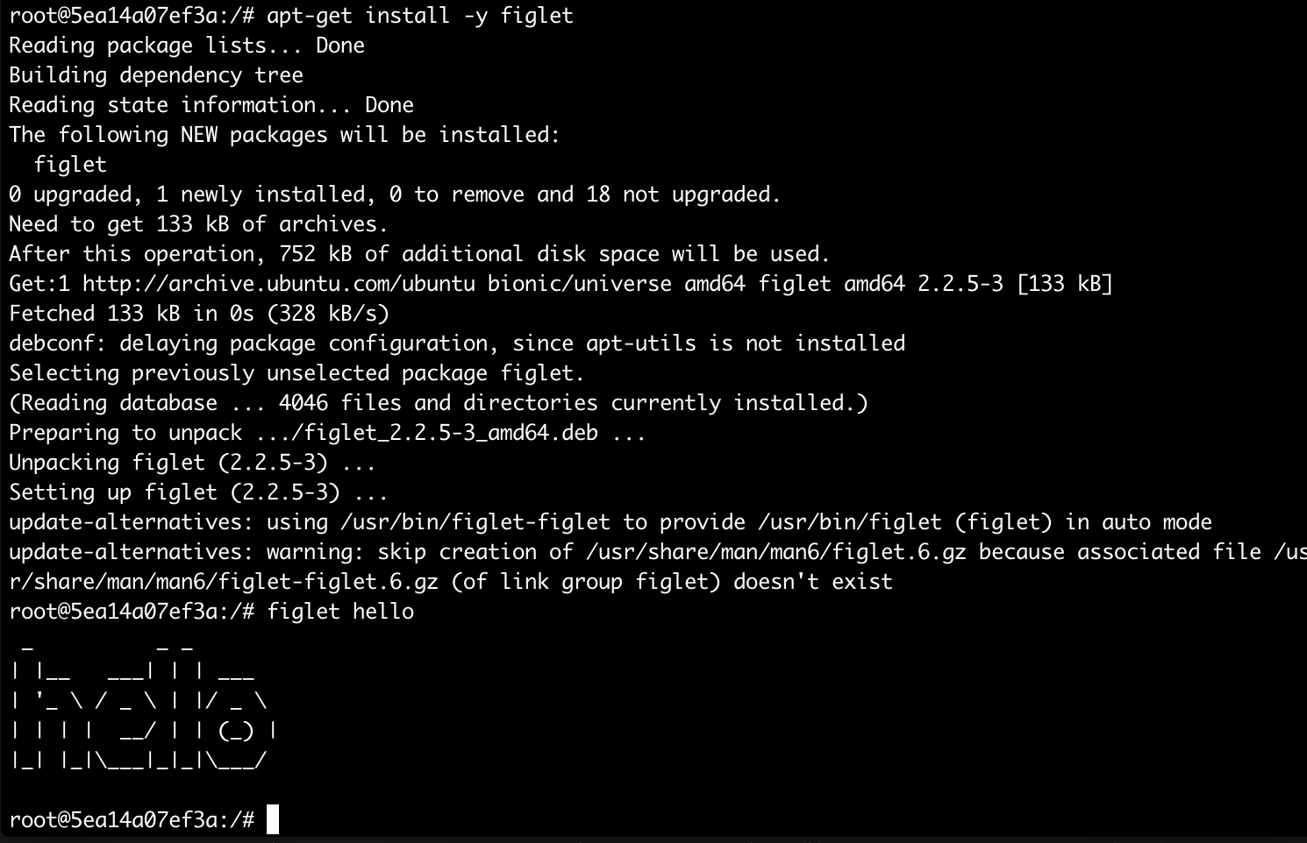 root@5ea14a07ef3a:/# apt-get install -y figlet
Reading package lists... Done
Building dependency tree
Reading state information... Done
The following NEW packages will be installed:
  figlet
0 upgraded, 1 newly installed, 0 to remove and 18 not upgraded.
Need to get 133 kB of archives.
After this operation, 752 kB of additional disk space will be used.
Get:1 http://archive.ubuntu.com/ubuntu bionic/universe amd64 figlet amd64 2.2.5-3 [133 kB]
Fetched 133 kB in 0s (328 kB/s)
debconf: delaying package configuration, since apt-utils is not installed
Selecting previously unselected package figlet.
(Reading database ... 4046 files and directories currently installed.)
Preparing to unpack .../figlet_2.2.5-3_amd64.deb ...
Unpacking figlet (2.2.5-3) ...
Setting up figlet (2.2.5-3) ...
update-alternatives: using /usr/bin/figlet-figlet to provide /usr/bin/figlet (figlet) in auto mode
update-alternatives: warning: skip creation of /usr/share/man/man6/figlet.6.gz because associated file /us
r/share/man/man6/figlet-figlet.6.gz (of link group figlet) doesn't exist
root@5ea14a07ef3a:/# figlet hello
 _          _ _
| |__   ___| | | ___
| '_ \ / _ \ | |/ _ \
| | | |  __/ | | (_) |
|_| |_|\___|_|_|\___/

root@5ea14a07ef3a:/#